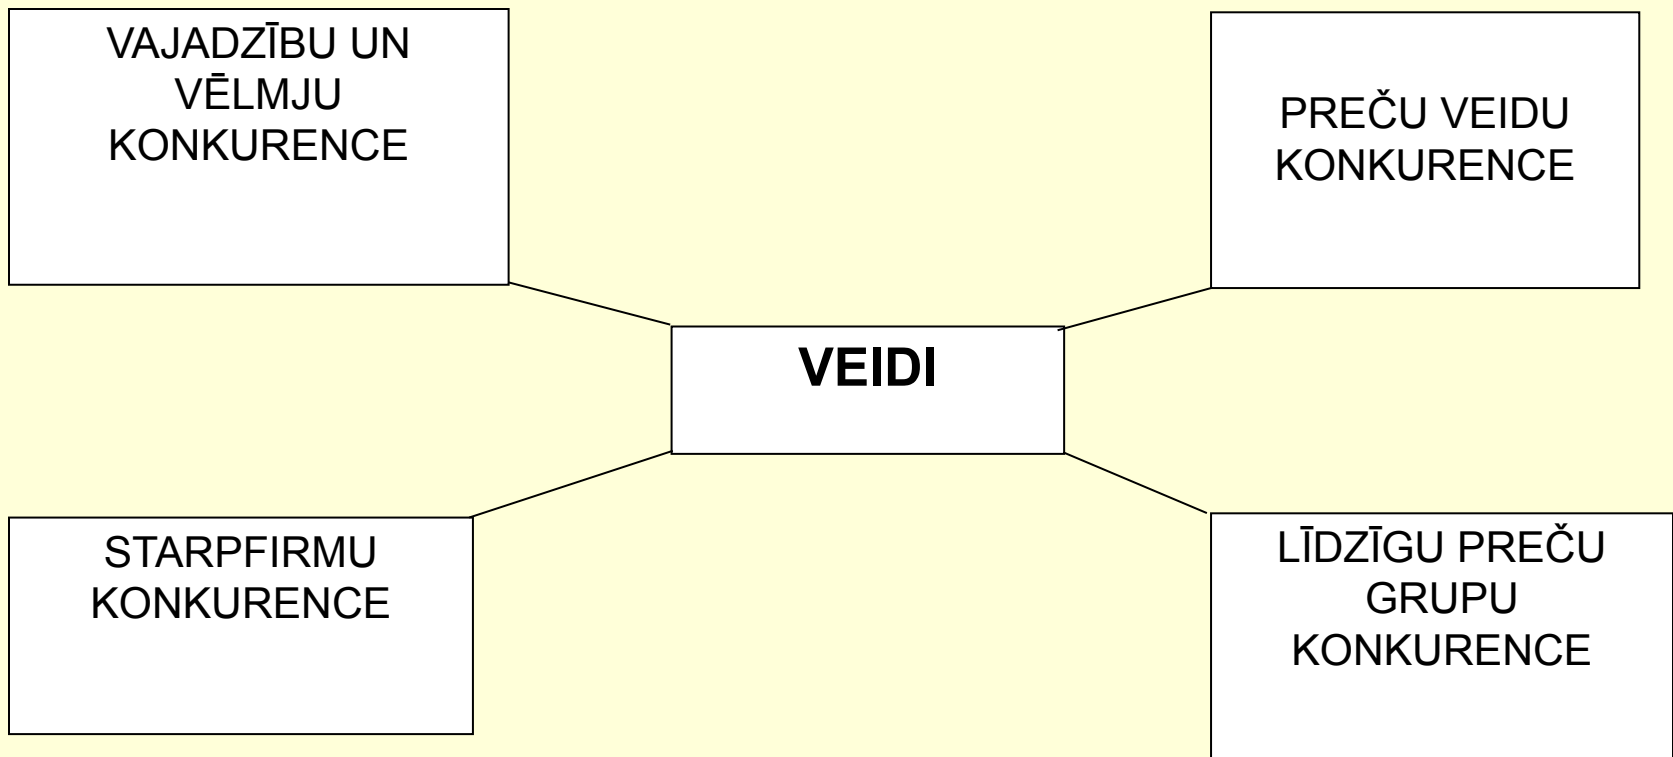 VAJADZĪBU UN
VĒLMJU
KONKURENCE
PREČU VEIDU
KONKURENCE
VEIDI
STARPFIRMU
KONKURENCE
LĪDZĪGU PREČU
GRUPU
KONKURENCE